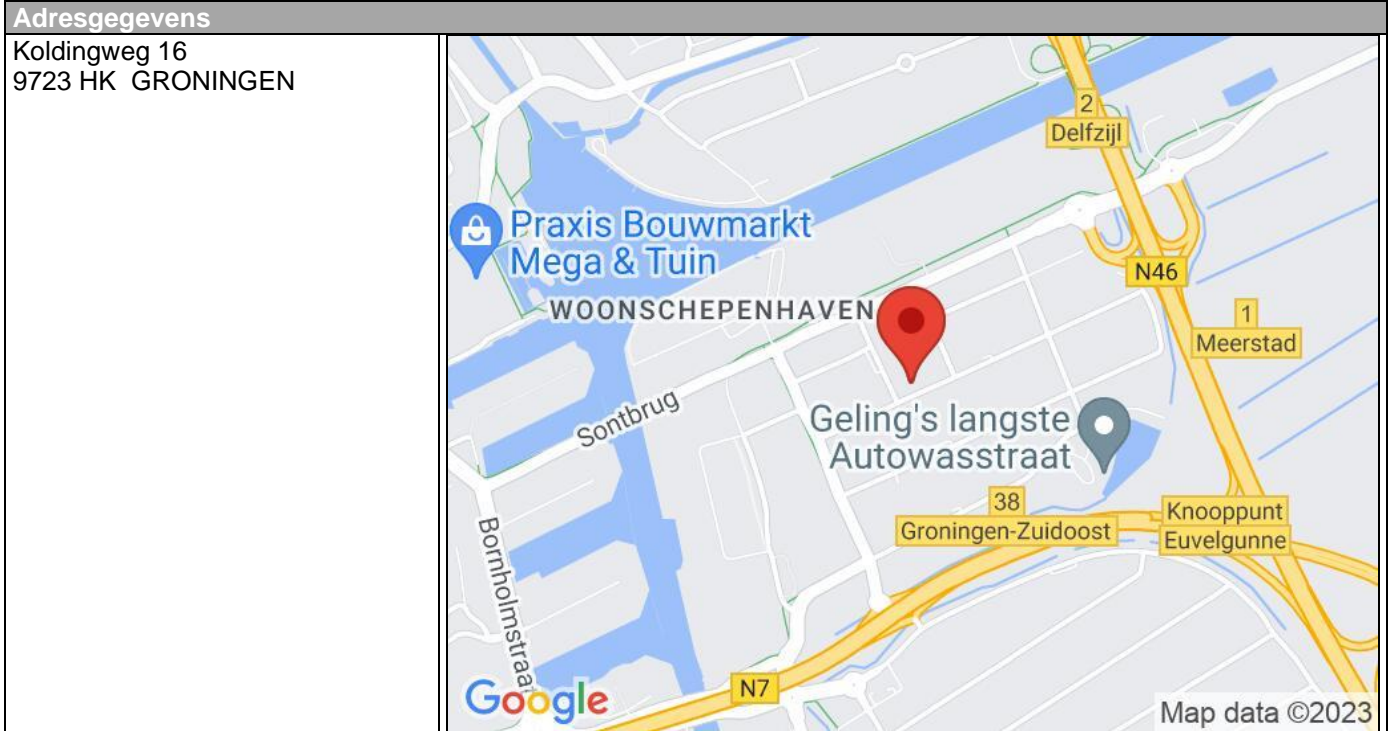 Adresgegevens
Koldingweg 16
9723 HK GRONINGEN
2
Delfzijl
Praxis Bouwmarkt
Mega & Tuin
N46
WOONSCHEPENHAVEN
1
Meerstad
Sontbrug
Geling's langste
Autowasstraat
38
Groningen-Zuidoost
Knooppunt
Euvelgunne
Bornholmstraat
N7
Google
Map data ©2023